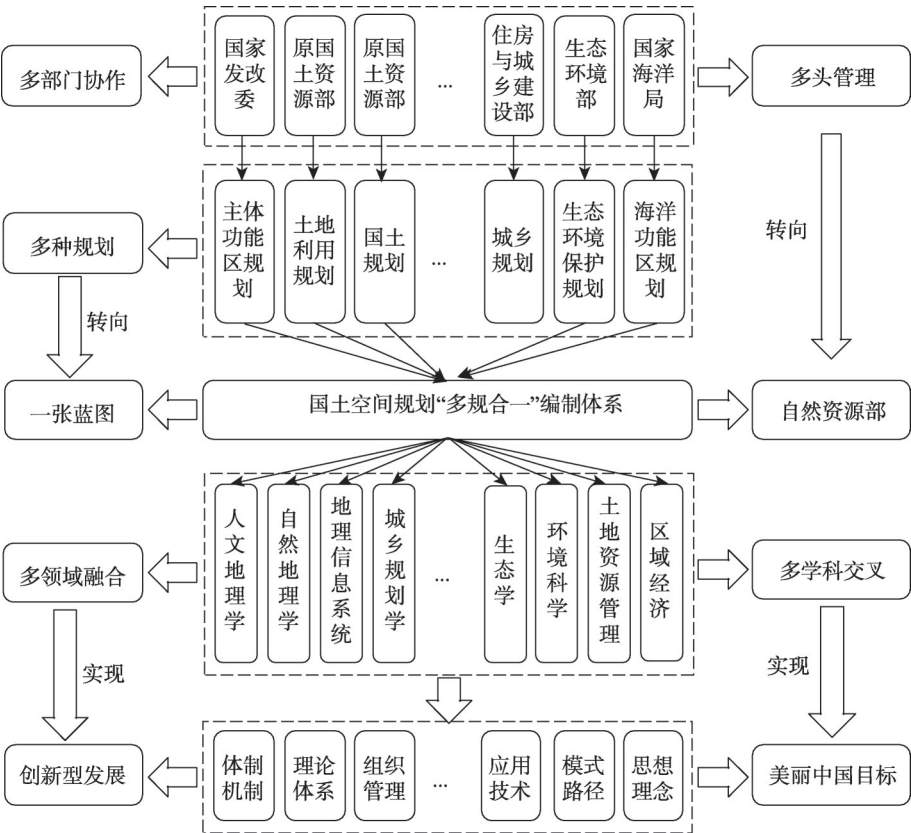 多部门协作
国家
发改
委
原国
土资
源部
原国
土资
源部
...
住房
与城
乡建
设部
生态
环境
部
国家
海洋
局
多头管理
多种规划
主体
功能
区规
划
土地
利用
规划
国土
规划
...
城乡
规划
生态
环境
保护
规划
海洋
功能
区规
划
转向
转向
一张蓝图
国土空间规划“多规合一”编制体系
自然资源部
多领域融合
人文地理学
自然地理学
地理信息系统
城乡规划学
...
生态学
环境科学
土地资源管理
区域经济
多学科交叉
实现
实现
创新型发展
体制
机制
理论
体系
组织
管理
...
应用
技术
模式
路径
思想
理念
美丽中国目标